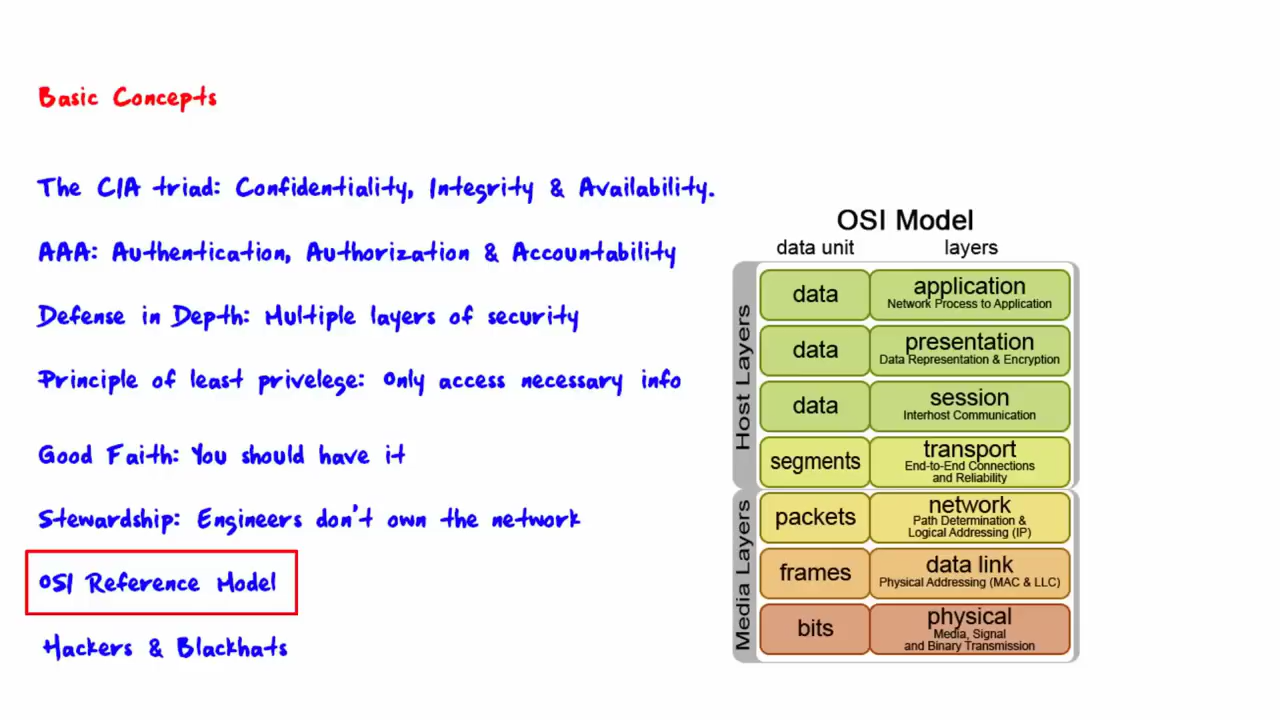 Basic Concepts
The CIA triad: Confidentiality, Integrity & Availability.
AAA: Authentication, Authorization & Accountability
Defense in Depth: Multiple layers of security
Principle of least privelege: Only access necessary info
Good Faith: You should have it
Stewardship: Engineers don't own the network
OSI Reference Model
Hackers & Blackhats
OSI Model
data unit layers
Host Layers
data application
Network Process to Application
data presentation
Data Representation & Encryption
data session
Interhost Communication
segments transport
End-to-End Connections
and Reliability
Media Layers
packets network
Path Determination &
Logical Addressing (IP)
frames data link
Physical Addressing (MAC & LLC)
bits physical
Media, Signal
and Binary Transmission